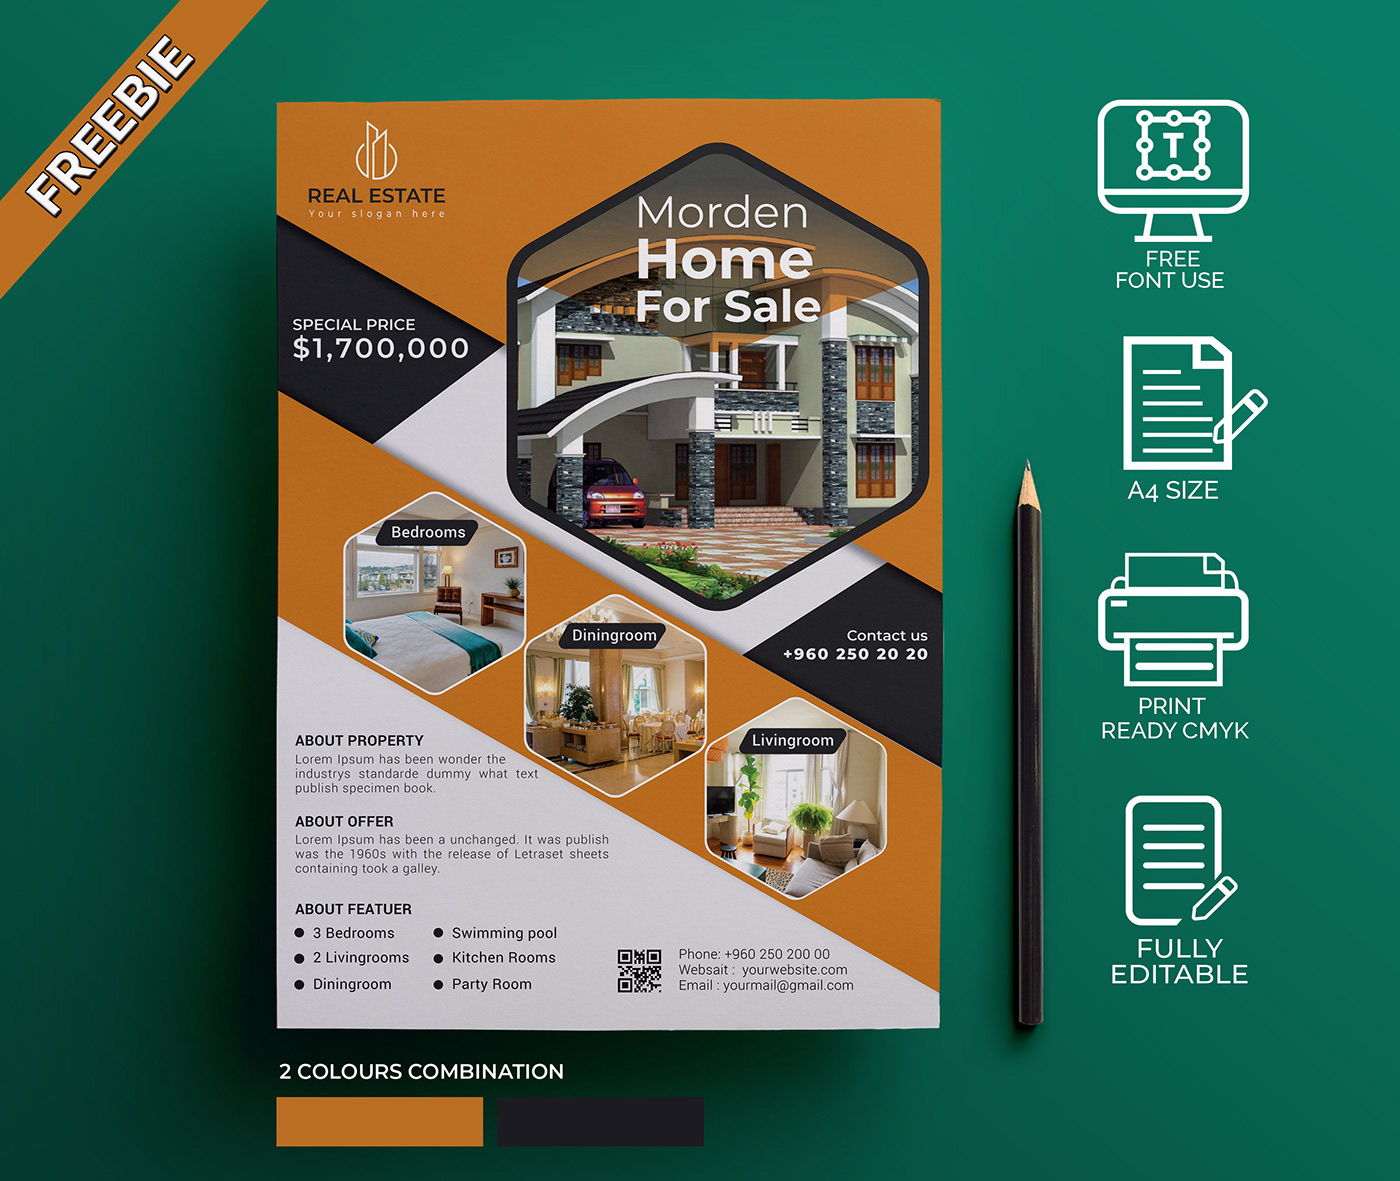 FREEBIE
REAL ESTATE
Your slogan here
Morden
Home
For Sale
SPECIAL PRICE
$1,700,000
Bedrooms
Diningroom
Livingroom
Contact us
+960 250 20 20
ABOUT PROPERTY
Lorem Ipsum has been wonder the
industrys standarde dummy what text
publish specimen book.
ABOUT OFFER
Lorem Ipsum has been a unchanged. It was publish
was the 1960s with the release of Letraset sheets
containing took a galley.
ABOUT FEATUER
3 Bedrooms
2 Livingrooms
Diningroom
Swimming pool
Kitchen Rooms
Party Room
Phone: +960 250 200 00
Websait : yourwebsite.com
Email : yourmail@gmail.com
T
FREE
FONT USE
A4 SIZE
PRINT
READY CMYK
FULLY
EDITABLE
2 COLOURS COMBINATION